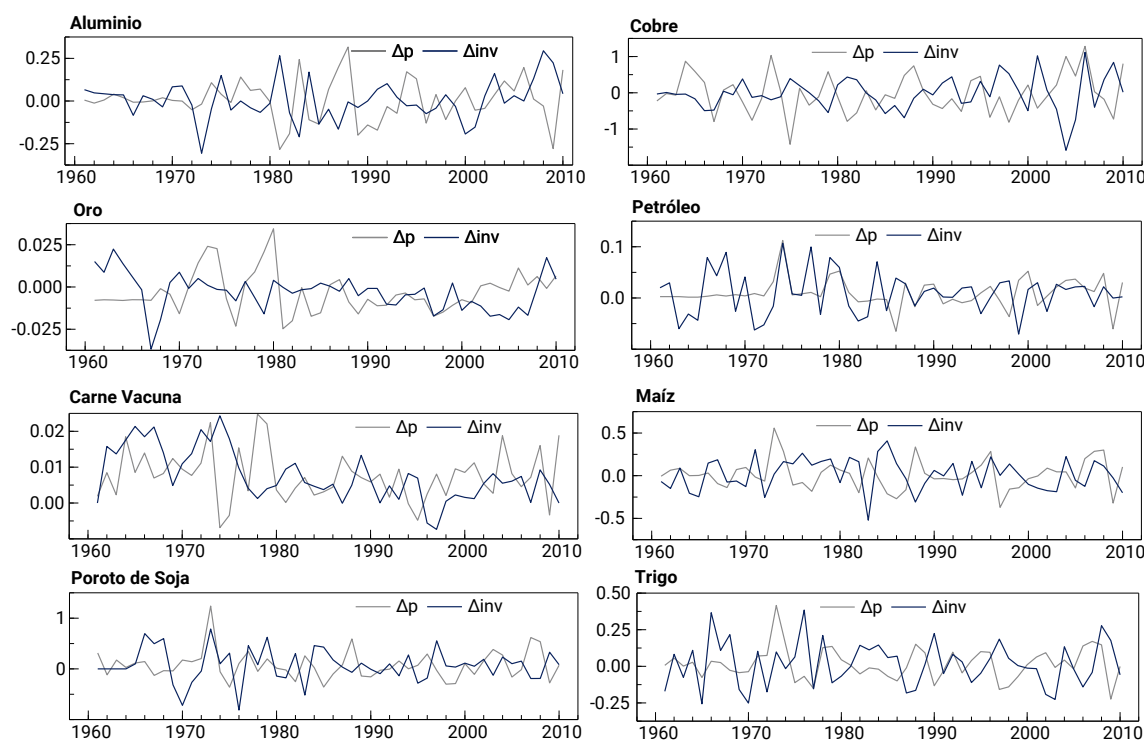 Aluminio
Δp Δinv
0.25
0.00
-0.25
1960 1970 1980 1990 2000 2010
Cobre
Δp Δinv
1
0
-1
1960 1970 1980 1990 2000 2010
Oro
Δp Δinv
0.025
0.000
-0.025
1960 1970 1980 1990 2000 2010
Petróleo
Δp Δinv
0.1
0.0
1960 1970 1980 1990 2000 2010
Carne Vacuna
Δp Δinv
0.02
0.01
0.00
1960 1970 1980 1990 2000 2010
Maíz
Δp Δinv
0.5
0.0
-0.5
1960 1970 1980 1990 2000 2010
Poroto de Soja
Δp Δinv
1
0
1960 1970 1980 1990 2000 2010
Trigo
Δp Δinv
0.50
0.25
0.00
-0.25
1960 1970 1980 1990 2000 2010